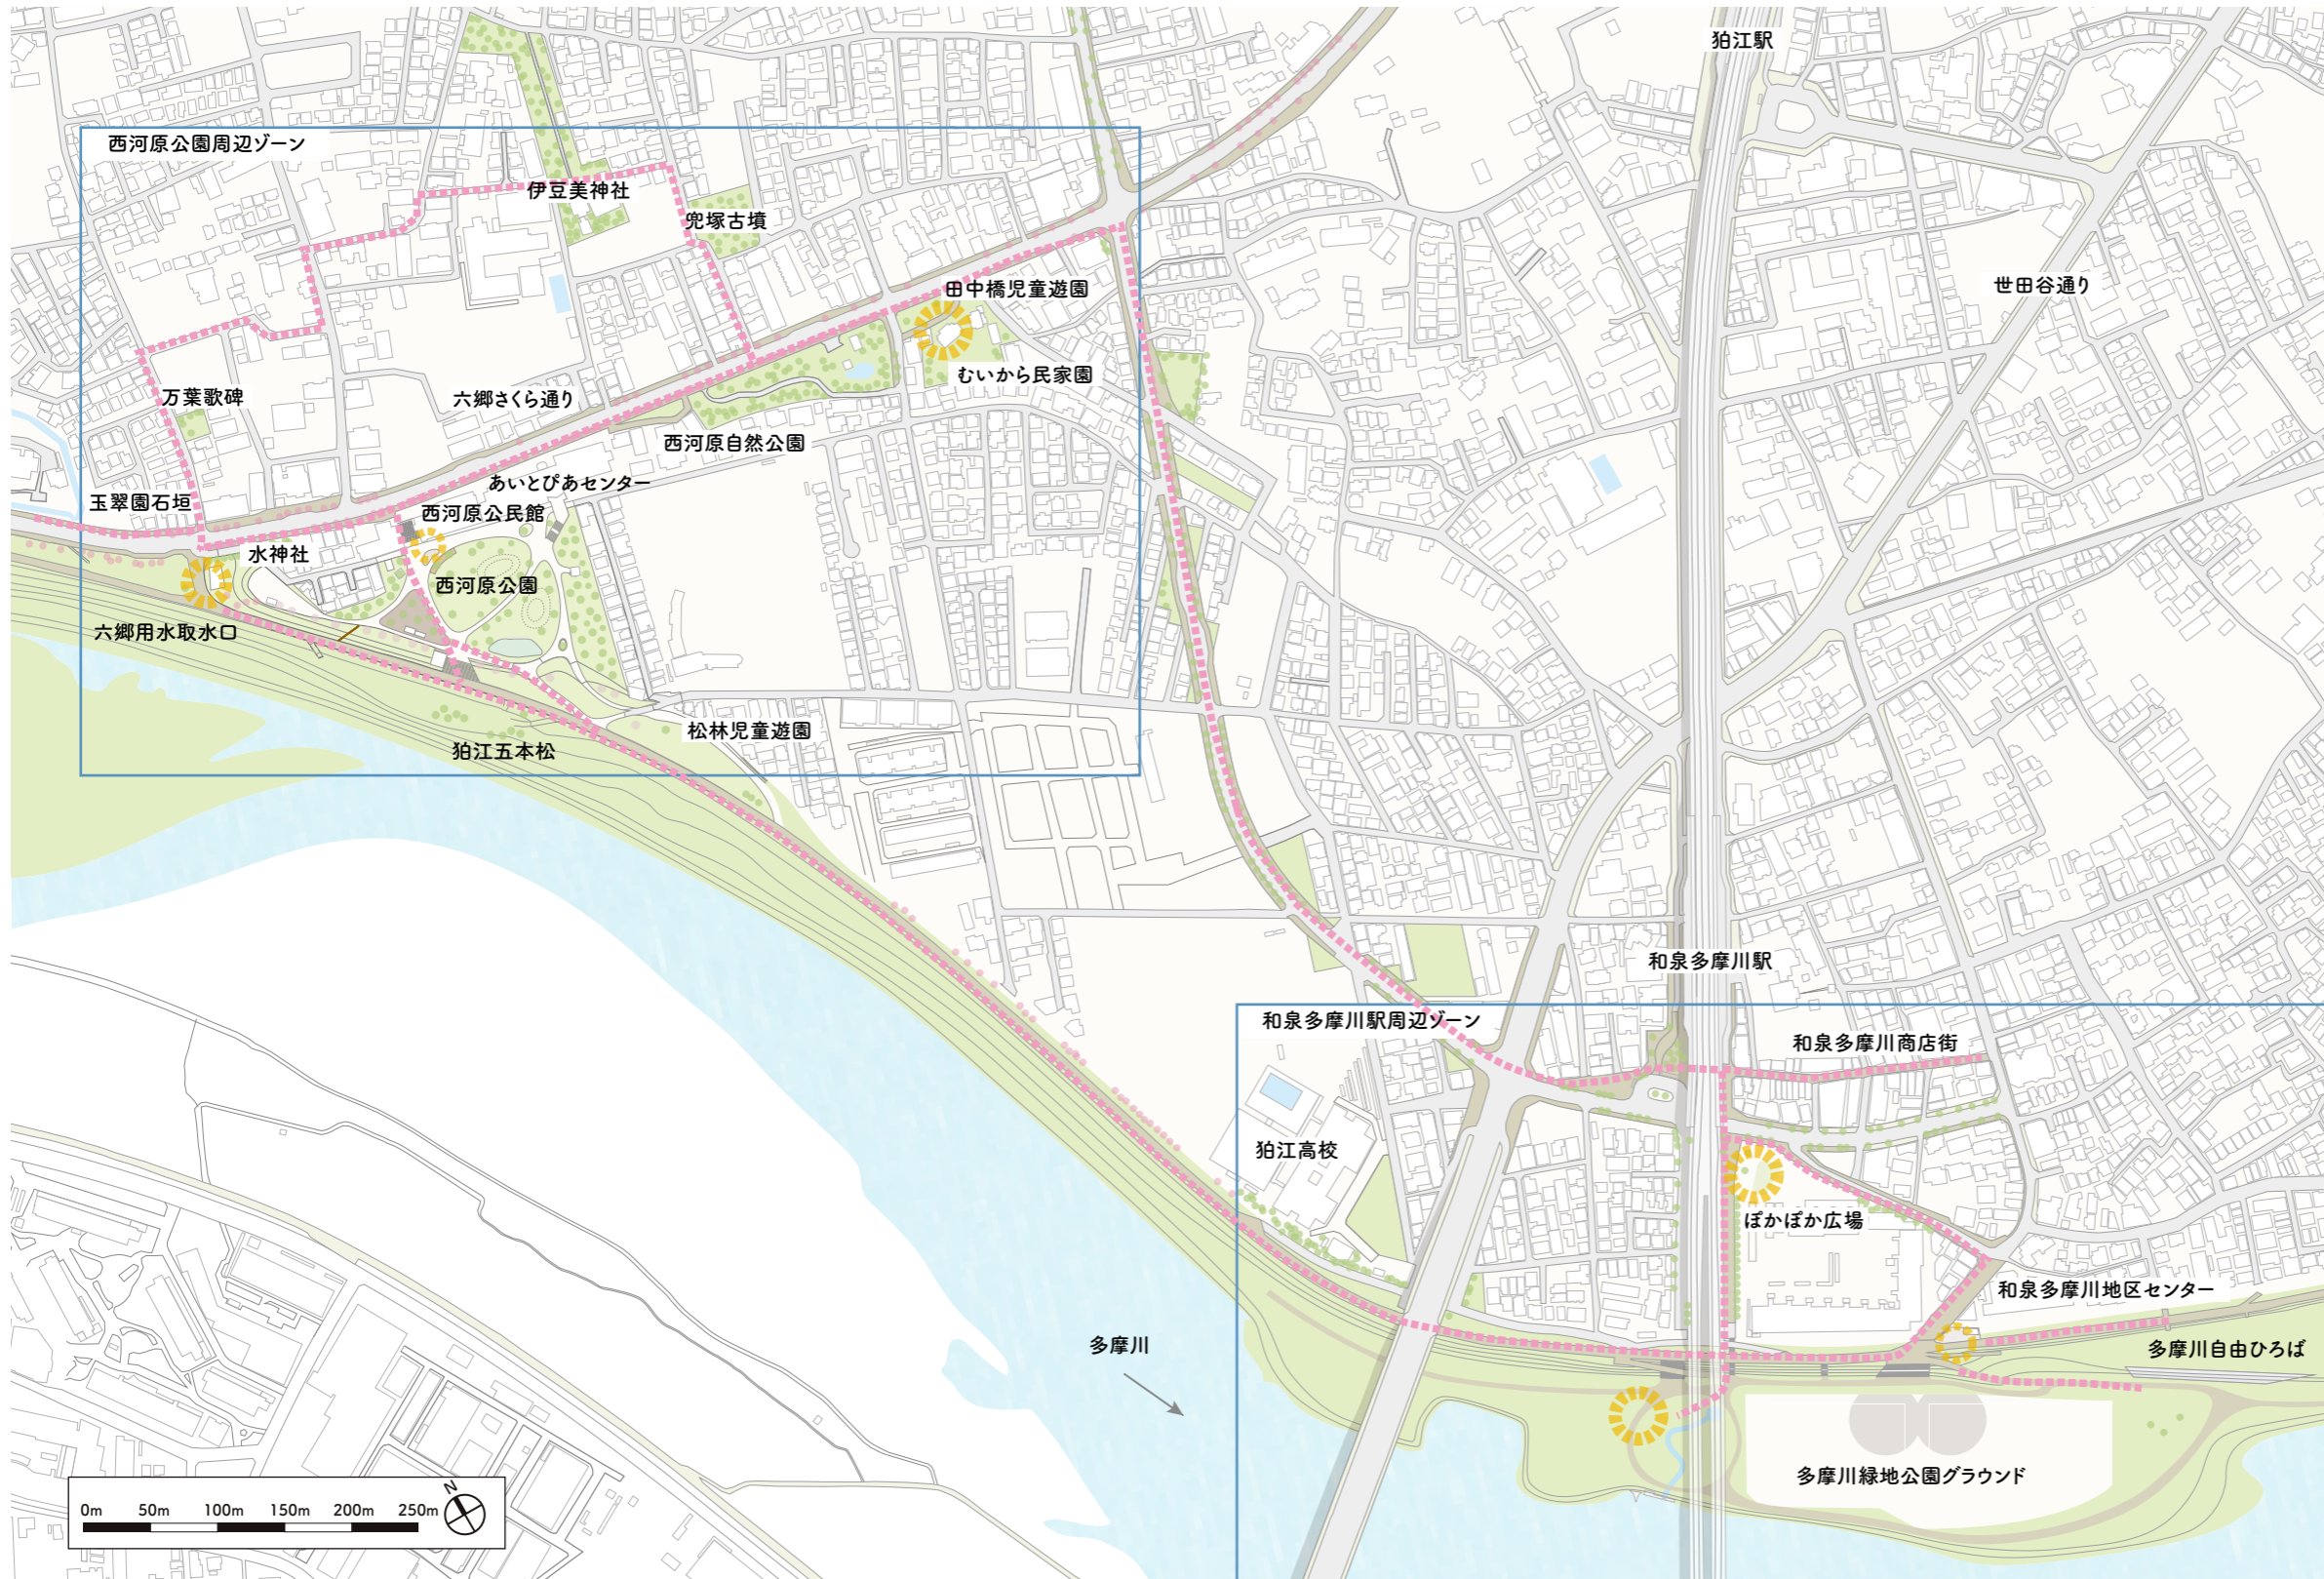 狛江駅
西河原公園周辺ゾーン
伊豆美神社
兜塚古墳
田中橋児童遊園
世田谷通り
むいから民家園
万葉歌碑
六郷さくら通り
西河原自然公園
あいとぴあセンター
玉翠園石垣
西河原公民館
水神社
西河原公園
六郷用水取水口
松林児童遊園
狛江五本松
和泉多摩川駅
和泉多摩川駅周辺ゾーン
和泉多摩川商店街
狛江高校
ぽかぽか広場
和泉多摩川地区センター
多摩川
多摩川自由ひろば
多摩川緑地公園グラウンド
N
0m 50m 100m 150m 200m 250m